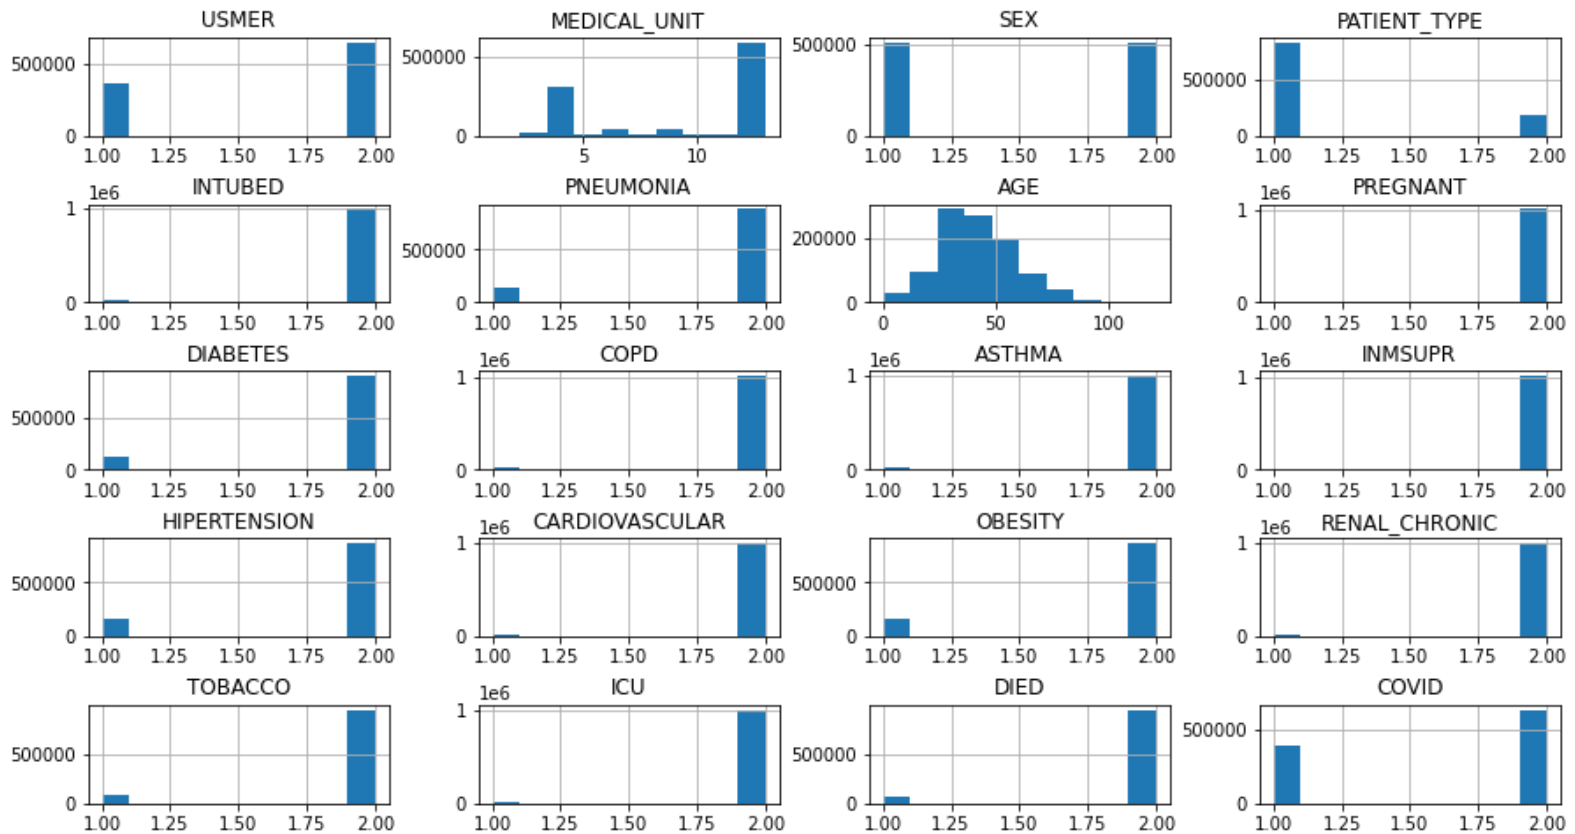 USMER MEDICAL_UNIT SEX PATIENT_TYPE
500000 500000 500000 500000
0 0 0 0
1.00 1.25 1.50 1.75 2.00 5 10 1.00 1.25 1.50 1.75 2.00 1.00 1.25 1.50 1.75 2.00
INTUBED PNEUMONIA AGE PREGNANT
1e6 1e6
1 500000 200000 1
0 0 0 0
1.00 1.25 1.50 1.75 2.00 1.00 1.25 1.50 1.75 2.00 0 50 100 1.00 1.25 1.50 1.75 2.00
DIABETES COPD ASTHMA INMSUPR
1e6 1e6 1e6
500000 1 1 1
0 0 0 0
1.00 1.25 1.50 1.75 2.00 1.00 1.25 1.50 1.75 2.00 1.00 1.25 1.50 1.75 2.00 1.00 1.25 1.50 1.75 2.00
HIPERTENSION CARDIOVASCULAR OBESITY RENAL_CHRONIC
1e6 1e6
500000 1 500000 1
0 0 0 0
1.00 1.25 1.50 1.75 2.00 1.00 1.25 1.50 1.75 2.00 1.00 1.25 1.50 1.75 2.00 1.00 1.25 1.50 1.75 2.00
TOBACCO ICU DIED COVID
1e6
500000 1 500000 500000
0 0 0 0
1.00 1.25 1.50 1.75 2.00 1.00 1.25 1.50 1.75 2.00 1.00 1.25 1.50 1.75 2.00 1.00 1.25 1.50 1.75 2.00